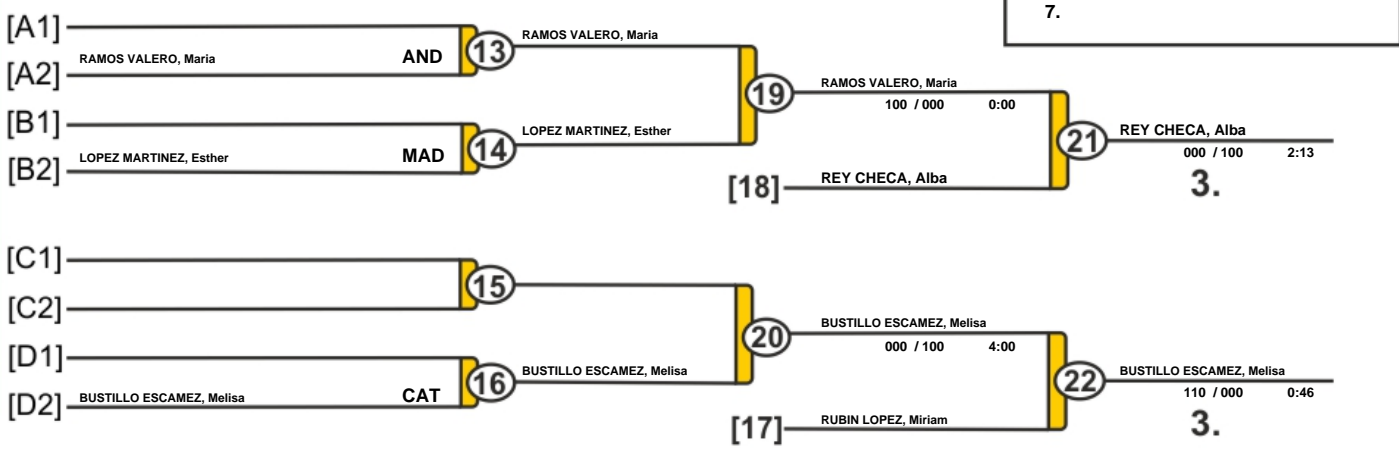 7.
[A1]
RAMOS VALERO, Maria AND
[A2]
13
RAMOS VALERO, Maria
[B1]
LOPEZ MARTINEZ, Esther MAD
[B2]
14
LOPEZ MARTINEZ, Esther
19
RAMOS VALERO, Maria
100 / 000 0:00
[18]
REY CHECA, Alba
21
REY CHECA, Alba
000 / 100 2:13
3.
[C1]
[C2]
15
[D1]
BUSTILLO ESCAMEZ, Melisa CAT
[D2]
16
BUSTILLO ESCAMEZ, Melisa
20
BUSTILLO ESCAMEZ, Melisa
000 / 100 4:00
[17]
RUBIN LOPEZ, Miriam
22
BUSTILLO ESCAMEZ, Melisa
110 / 000 0:46
3.